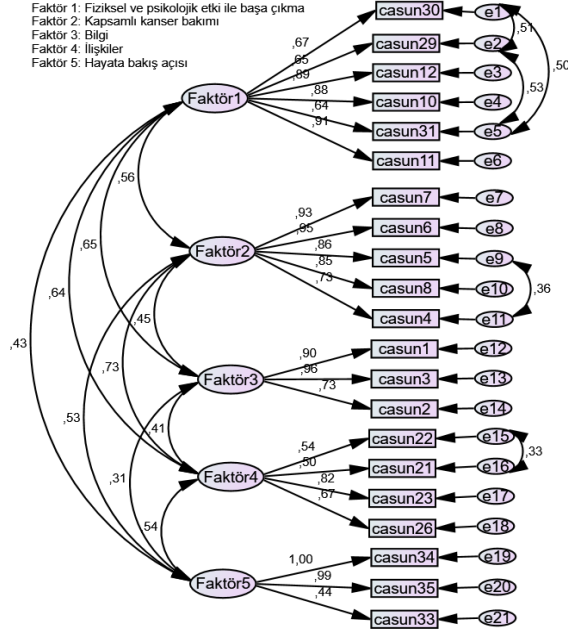 Faktör 1: Fiziksel ve psikolojik etki ile başa çıkma
Faktör 2: Kapsamlı kanser bakımı
Faktör 3: Bilgi
Faktör 4: İlişkiler
Faktör 5: Hayata bakış açısı
casun30 e1
,67 ,51
casun29 e2
,65 ,50
casun12 e3
,89
,53
Faktör1 ,88 casun10 e4
,64 casun31 e5
,91 casun11 e6
,56
casun7 e7
,93
casun6 e8
,95
,65 Faktör2 ,86 casun5 e9
,85 casun8 e10 ,36
,64 ,73 casun4 e11
,45
,43 casun1 e12
,90
,73 Faktör3 ,96 casun3 e13
,73 casun2 e14
,53 ,41
,54 casun22 e15
,31 ,50 casun21 e16 ,33
Faktör4 ,82 casun23 e17
,67 casun26 e18
,54
1,00 casun34 e19
Faktör5 ,99 casun35 e20
,44 casun33 e21